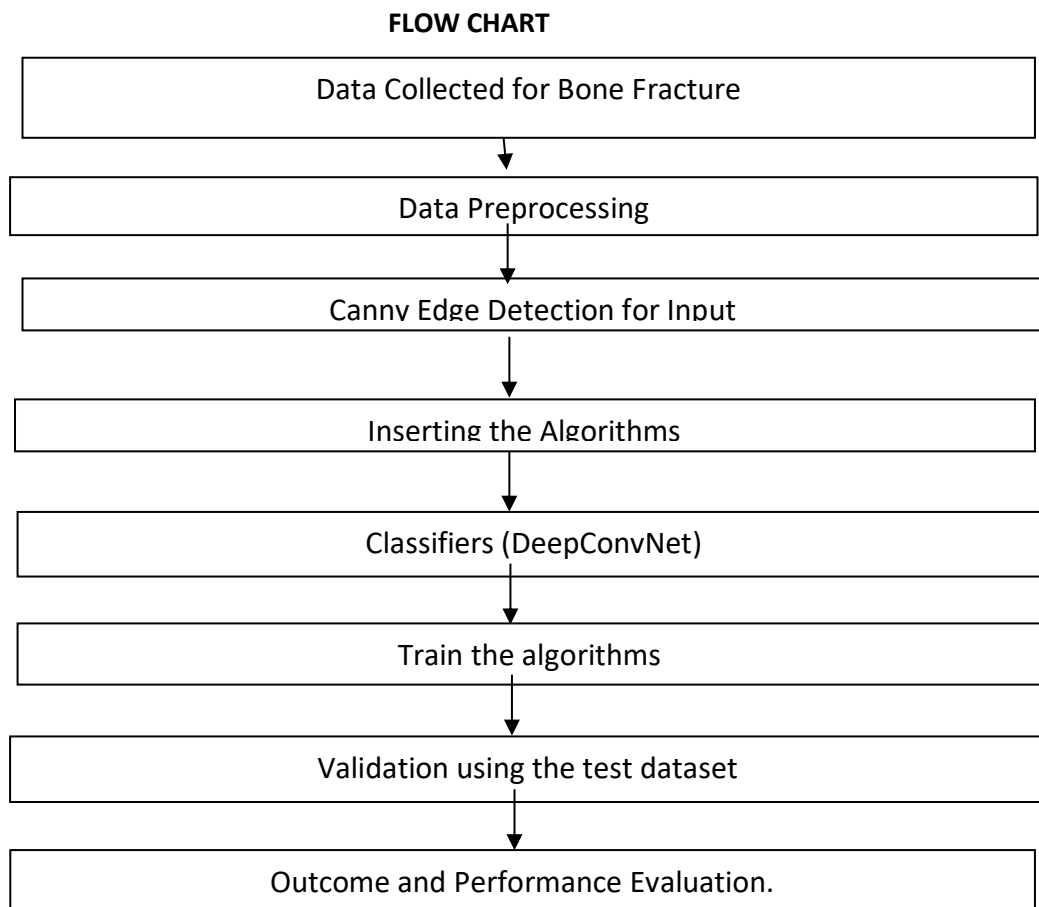 FLOW CHART
Data Collected for Bone Fracture
Data Preprocessing
Canny Edge Detection for Input
Inserting the Algorithms
Classifiers (DeepConvNet)
Train the algorithms
Validation using the test dataset
Outcome and Performance Evaluation.